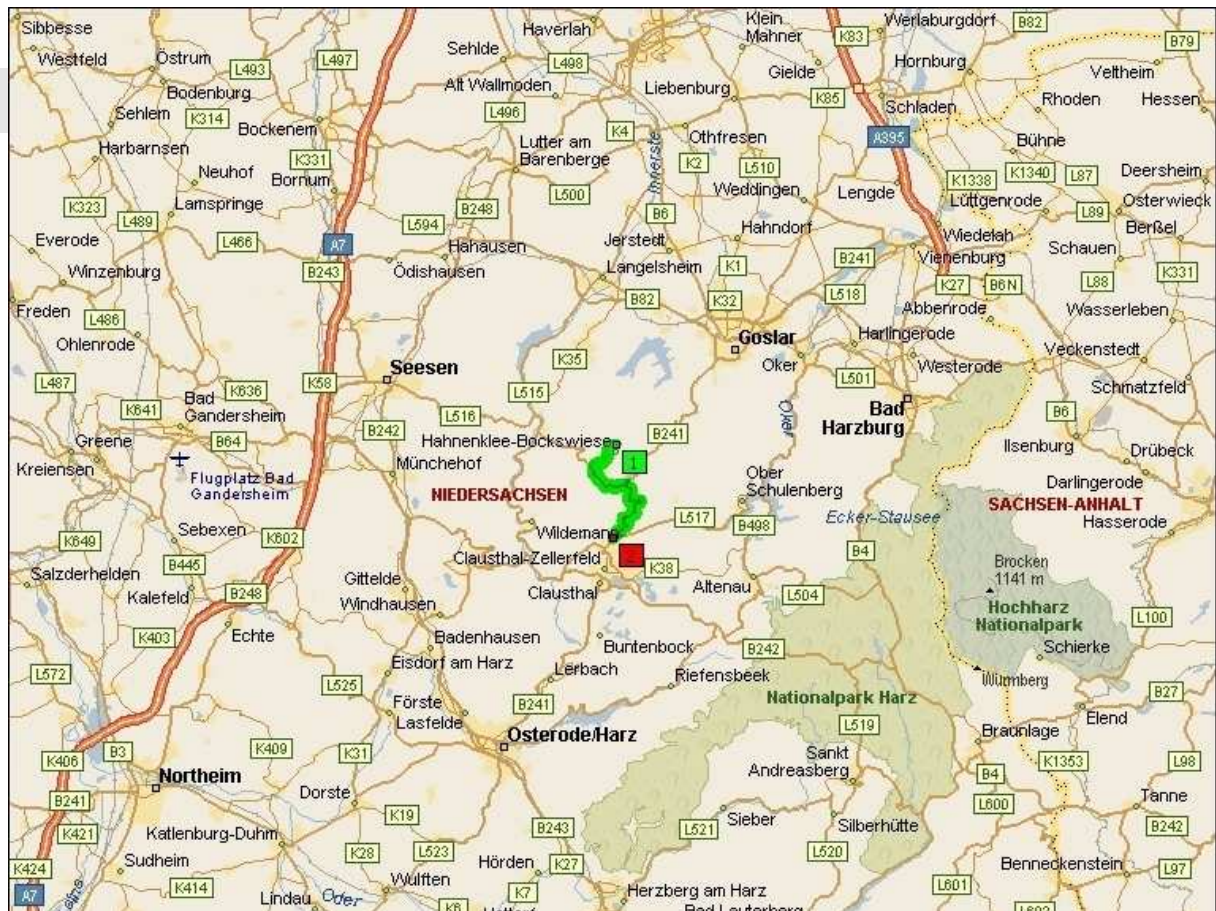 Sibbesse
Haverlah
Klein
Mahner
K83
Werlaburgdorf
B82
B79
Westfeld
Östrum
L493
L497
Sehlde
L498
Gielde
Hornburg
Veltheim
Bodenburg
Alt Wallmoden
Liebenburg
K85
Schladen
Rhoden
Hessen
Sehlem
K314
Bockenem
L496
K4
Othfresen
A395
Bühne
Harbarnsen
K331
Lutter am
Barenberge
Innerste
K2
L510
K1338
K1340
L87
Deersheim
Neuhof
Bornum
L500
Weddingen
Lengde
Lüttgenrode
Osterwieck
K323
Lamspringe
B248
L89
L489
L594
B6
Hahndorf
Wiedelah
Berßel
Everode
L466
A7
Hahausen
Jerstedt
B241
Vienenburg
Schauen
Winzenburg
B243
Ödishausen
Langelsheim
K1
K27
B6N
L88
K331
Freden
B82
K32
L518
Abbenrode
Wasserleben
L486
Ohlenrode
Goslar
Harlingerode
Seesen
K35
Oker
Westerode
Veckenstedt
L487
K636
K58
L515
L501
Schmatzfeld
K641
Bad
Gandersheim
L516
Oker
Bad
Harzburg
B6
Greene
B64
B242
Hahnenklee-Bockswiese
B241
Ilsenburg
Drübeck
Kreiensen
Flugplatz Bad
Gandersheim
Münchehof
1
Ober
Schulenberg
Darlingerode
NIEDERSACHSEN
SACHSEN-ANHALT
K649
Sebexen
K602
Wildemann
L517
B498
Ecker-Stausee
Hasserode
B445
Clausthal-Zellerfeld
2
K38
B4
Brocken
1141 m
Salzderhelden
Kalefeld
B248
Gittelde
Clausthal
Altenau
L504
Hochharz
Nationalpark
L100
Windhausen
K403
Echte
Badenhausen
Buntenbock
B242
Schierke
L572
Eisdorf am Harz
Lerbach
Riefensbeek
Wurmberg
L525
Förste
B241
Nationalpark Harz
B27
Lasfelde
L519
Elend
B3
K409
K31
Osterode/Harz
Sankt
Andreasberg
Braunlage
K406
Northeim
B4
K1353
L98
B241
Dorste
K19
L600
Tanne
K421
Katlenburg-Duhm
B243
L521
Sieber
Silberhütte
B242
K424
Sudheim
K28
L523
Hörden
K27
L520
Benneckenstein
L97
A7
K414
Wulften
K7
Herzberg am Harz
L601
Lindau
Oder
K6
Bad Lauterberg